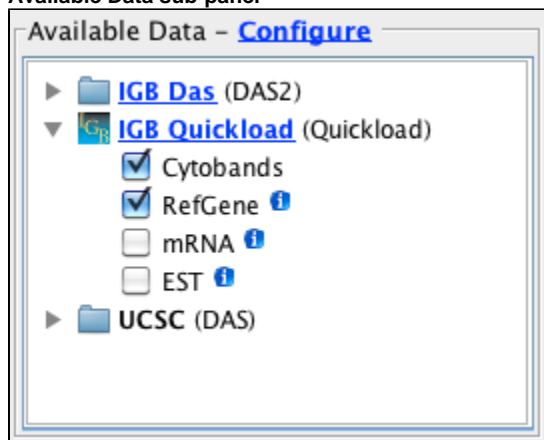 Available Data sub-panel
Available Data – Configure
IGB Das (DAS2)
IGB IGB Quickload (Quickload)
Cytobands
RefGene i
mRNA i
EST i
UCSC (DAS)